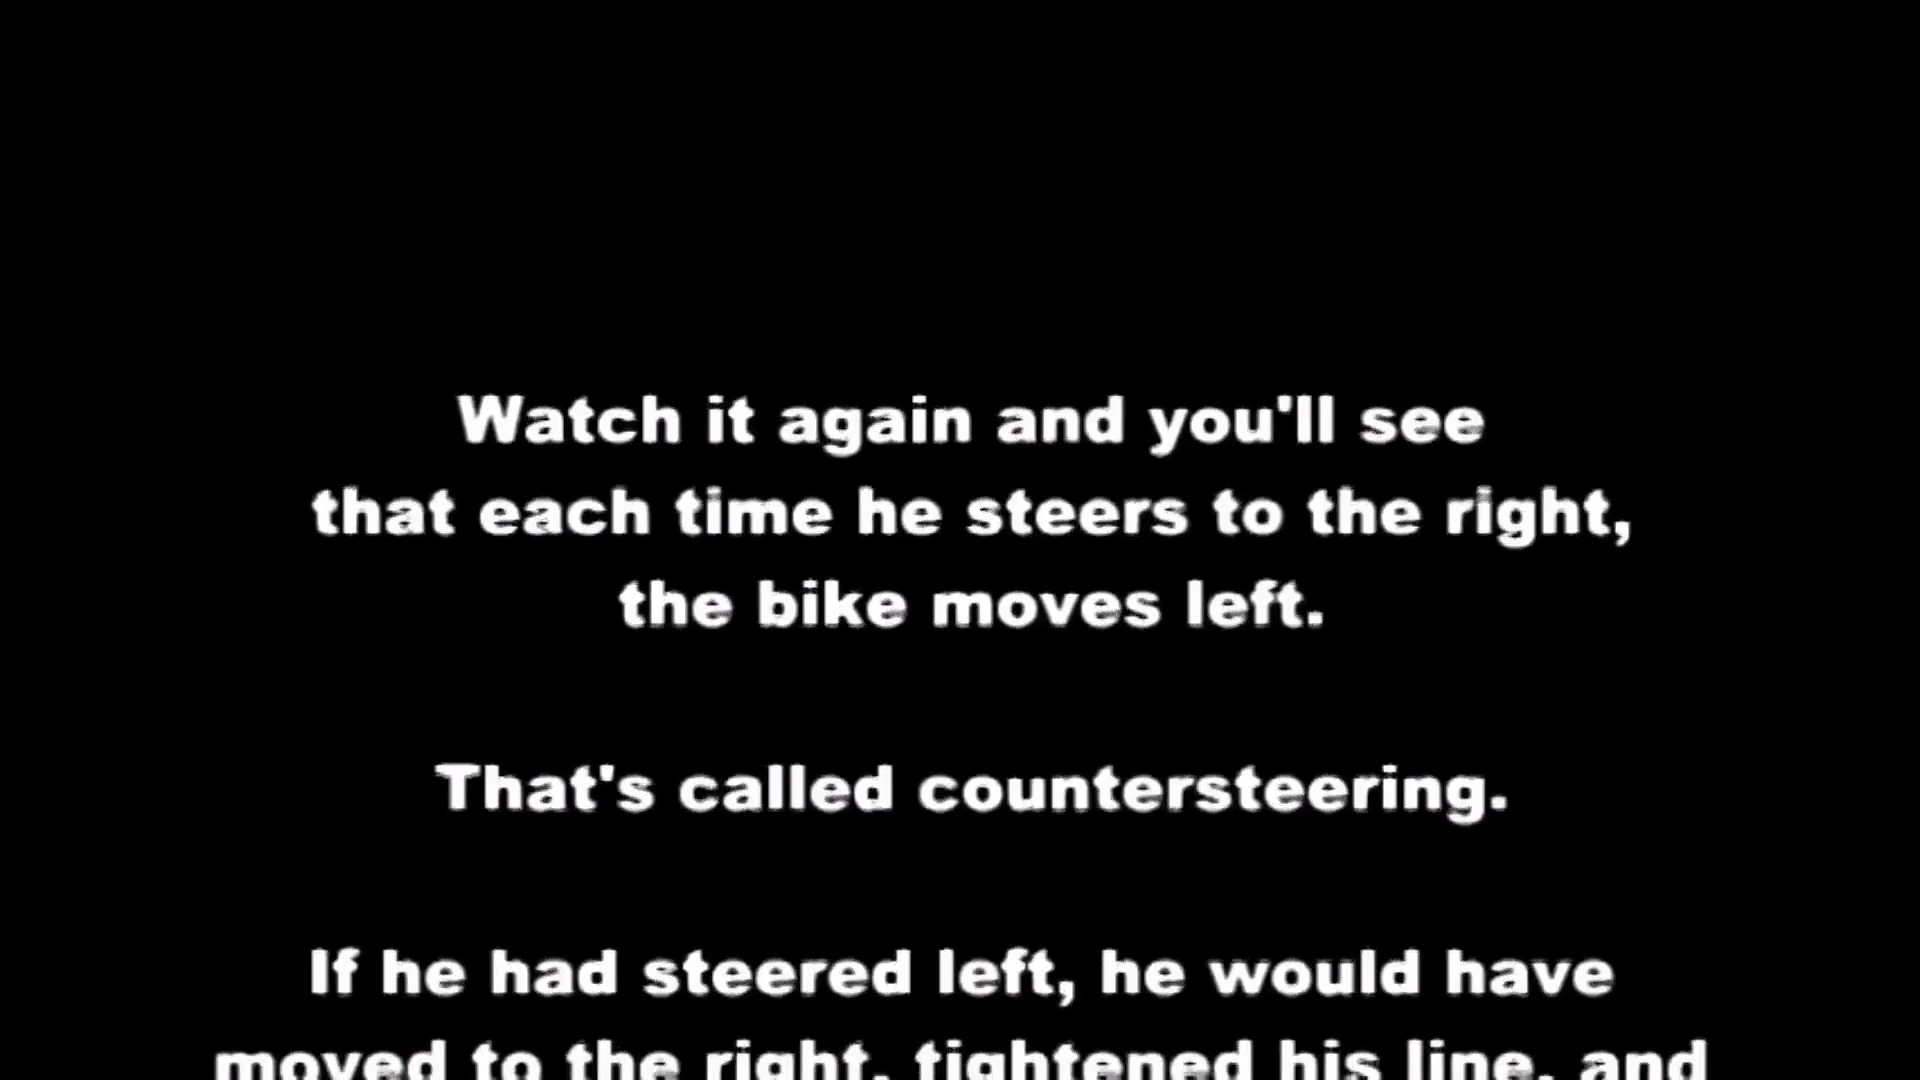 Watch it again and you'll see
that each time he steers to the right,
the bike moves left.
That's called countersteering.
If he had steered left, he would have
moved to the right, tightened his line, and